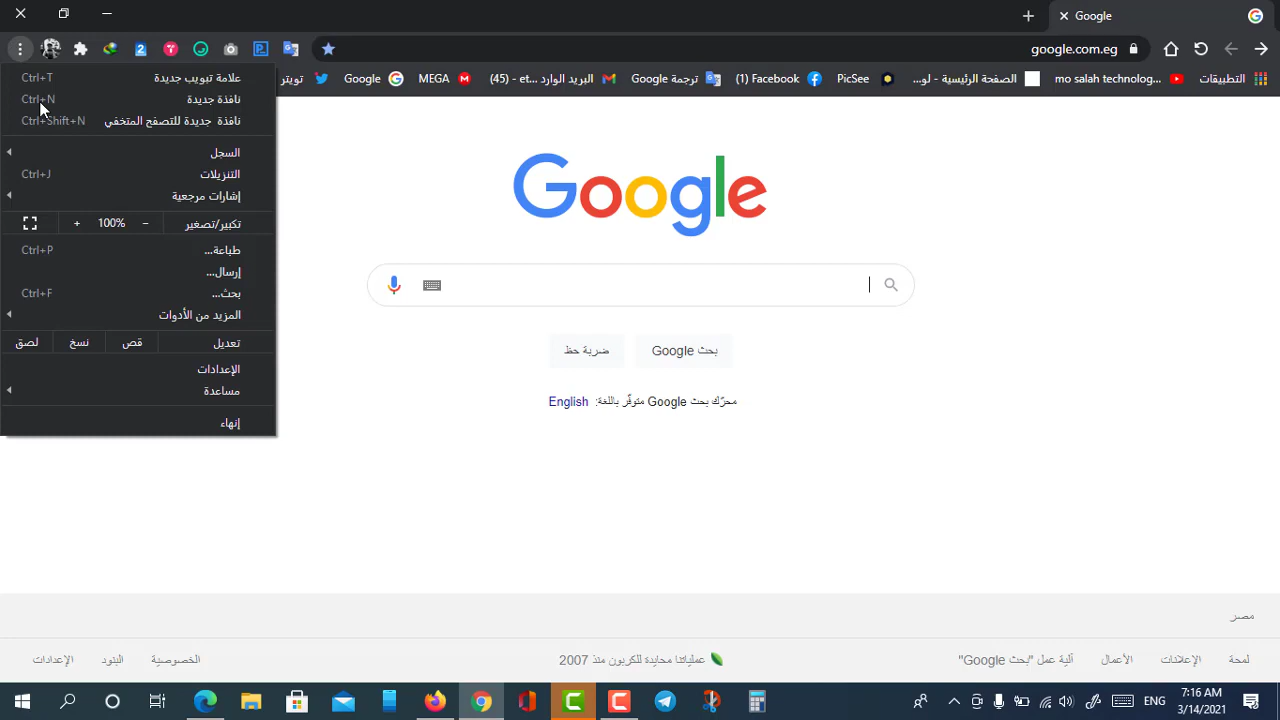 Google
google.com.eg
التطبيقات
mo salah technolog...
الصفحة الرئيسية - لو...
PicSee
(1) Facebook
ترجمة Google
البريد الوارد (45) - et...
MEGA
Google
تويتر
علامة تبويب جديدة Ctrl+T
نافذة جديدة Ctrl+N
نافذة جديدة للتصفح المتخفي Ctrl+Shift+N
السجل
التنزيلات Ctrl+J
إشارات مرجعية
تكبير/تصغير − 100% +
طباعة... Ctrl+P
إرسال...
بحث... Ctrl+F
المزيد من الأدوات
تعديل قص نسخ لصق
الإعدادات
مساعدة
إنهاء
Google
بحث Google ضربة حظ
محرّك بحث Google متوفّر باللغة: English
مصر
لمحة الإعلانات الأعمال آلية عمل "بحث Google" عملياتنا محايدة للكربون منذ 2007 الخصوصية البنود الإعدادات
ENG
7:16 AM
3/14/2021